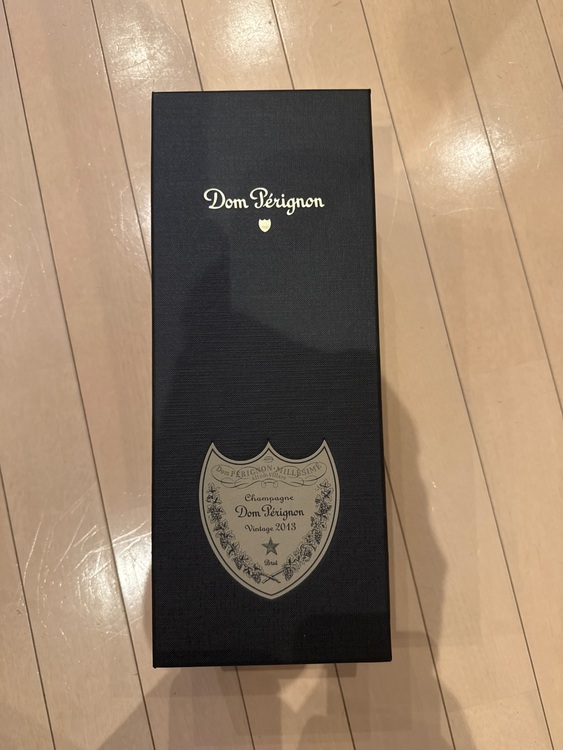 Dom Pérignon
Dom PÉRIGNON-MILLÉSIME
Champagne
Dom Pérignon
Vintage 2013
Brut